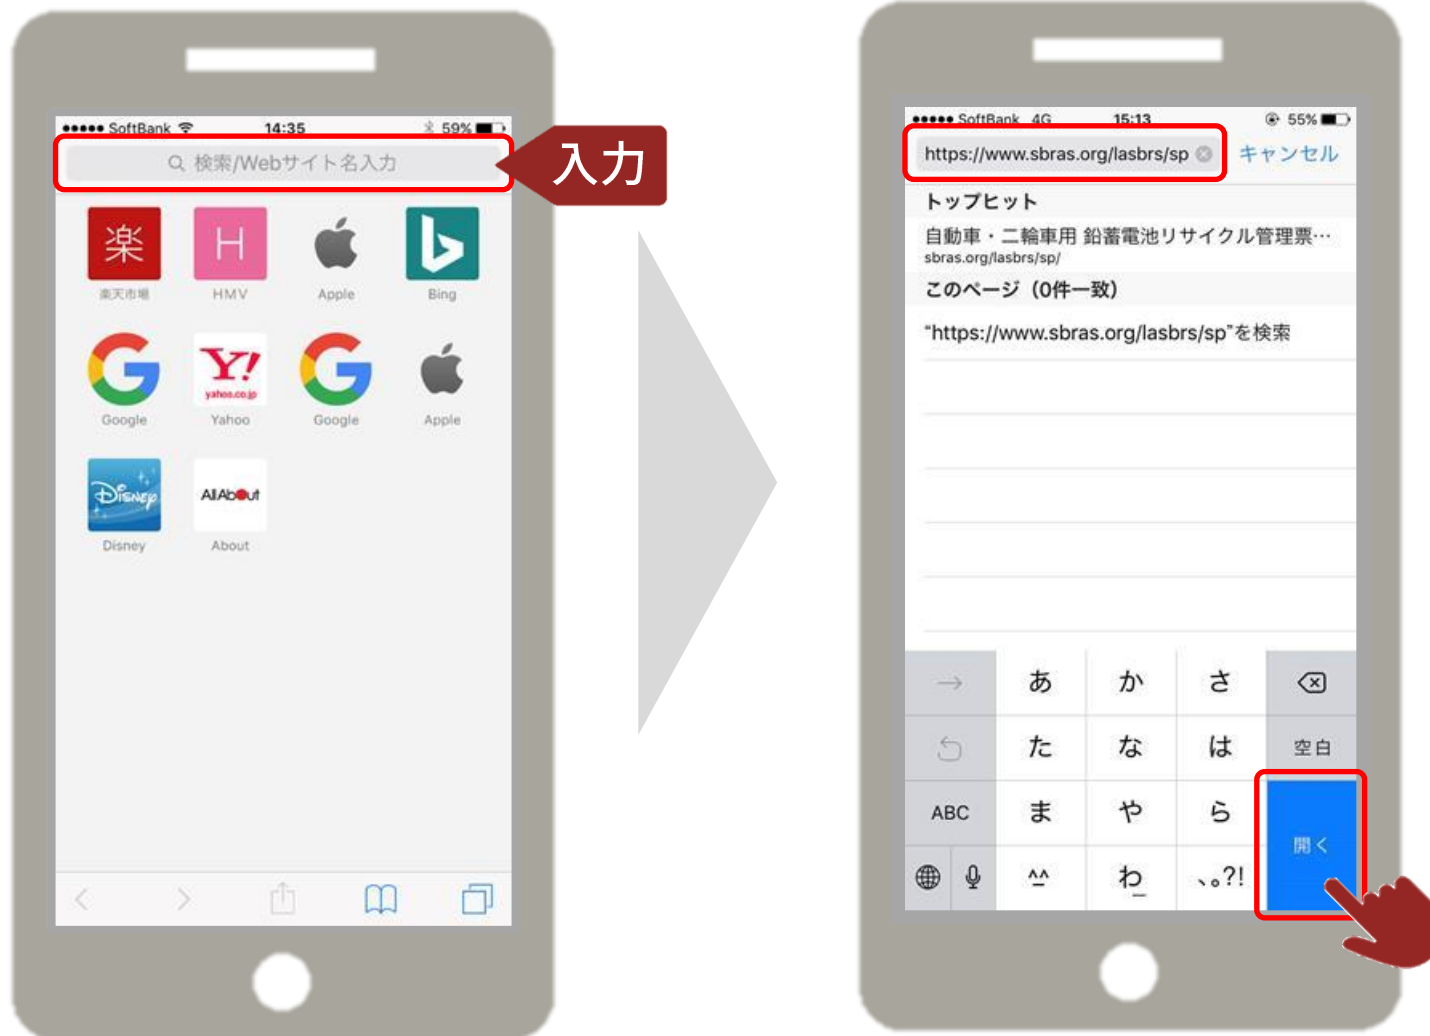 ●●●●● SoftBank 14:35 59%
検索/Webサイト名入力
入力
楽
H
楽天市場 HMV Apple Bing
G
Y!
yahoo.co.jp
G
Google Yahoo Google Apple
Disney
AllAbout
Disney About
●●●●● SoftBank 4G 15:13 55%
https://www.sbras.org/lasbrs/sp キャンセル
トップヒット
自動車・二輪車用 鉛蓄電池リサイクル管理票…
sbras.org/lasbrs/sp/
このページ（0件一致）
“https://www.sbras.org/lasbrs/sp”を検索
→ あ か さ
た な は 空白
ABC ま や ら
開く
^^ わ 、。?!